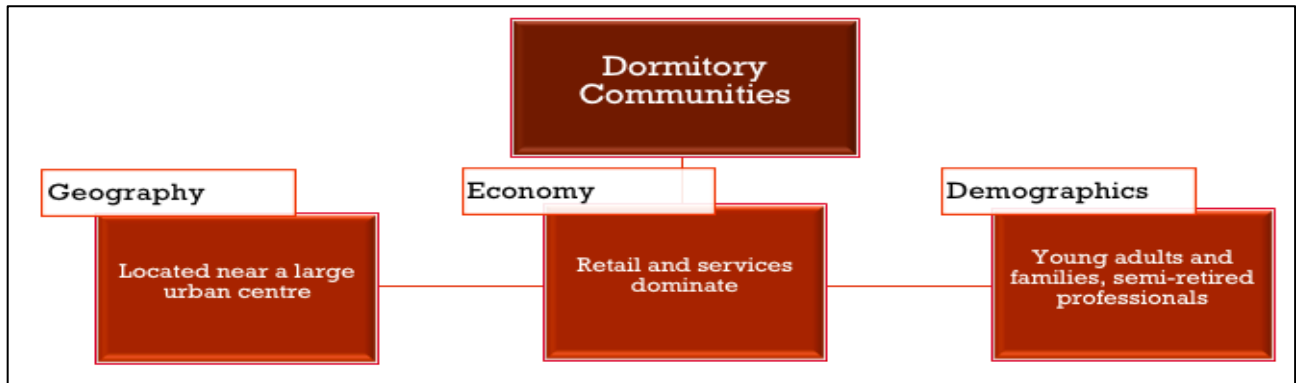 Dormitory
Communities
Geography
Located near a large
urban centre
Economy
Retail and services
dominate
Demographics
Young adults and
families, semi-retired
professionals